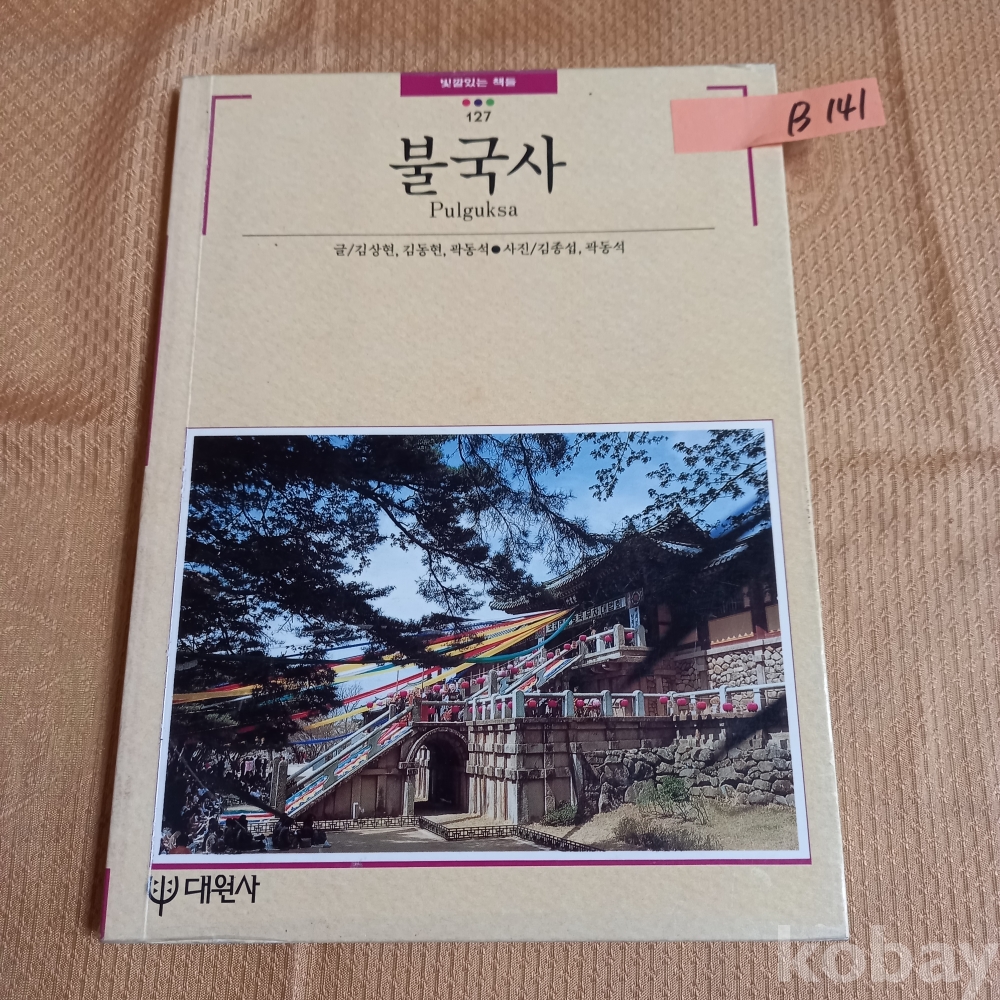 빛깔있는 책들
127
B 141
불국사
Pulguksa
글/김상현, 김동현, 곽동석●사진/김종섭, 곽동석
대원사
kobay